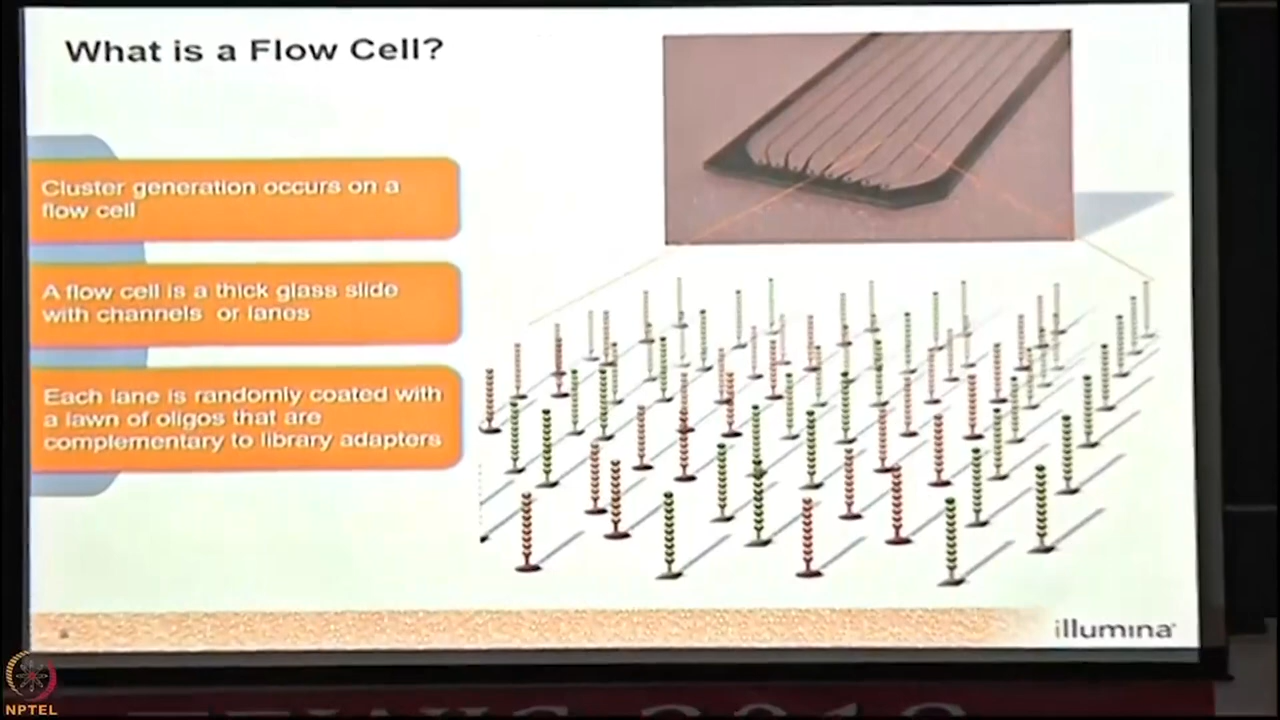 What is a Flow Cell?
Cluster generation occurs on a
flow cell
A flow cell is a thick glass slide
with channels or lanes
Each lane is randomly coated with
a lawn of oligos that are
complementary to library adapters
illumina
NPTEL